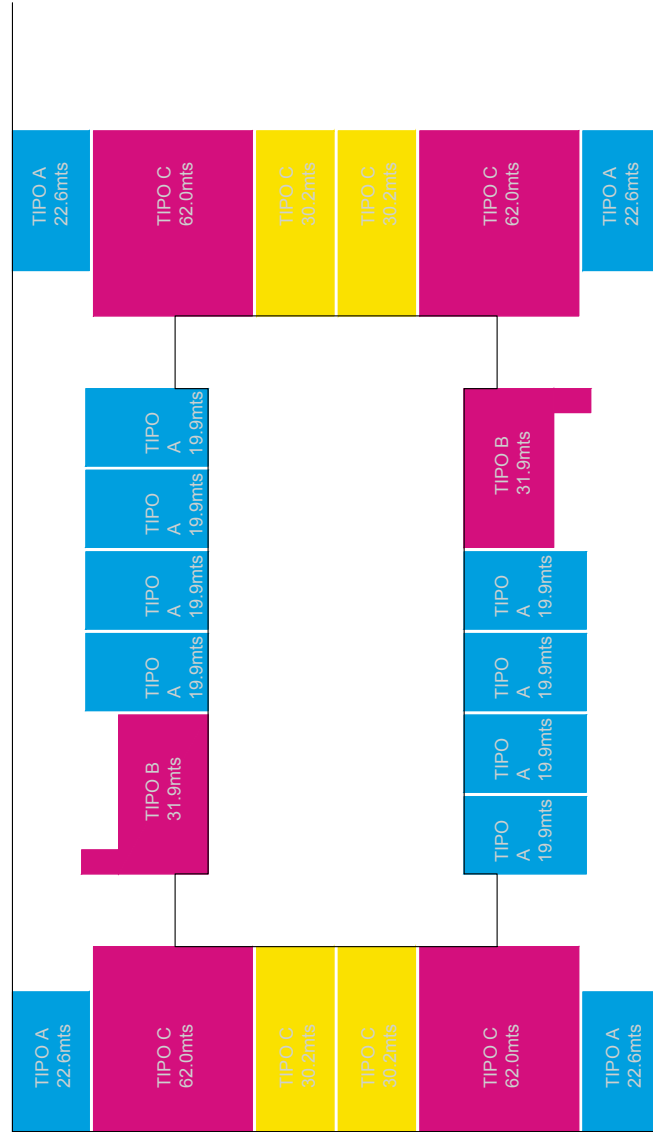 TIPO A
22.6mts
TIPO C
62.0mts
TIPO C
30.2mts
TIPO C
30.2mts
TIPO C
62.0mts
TIPO A
22.6mts
TIPO
A
19.9mts
TIPO
A
19.9mts
TIPO
A
19.9mts
TIPO
A
19.9mts
TIPO B
31.9mts
TIPO B
31.9mts
TIPO
A
19.9mts
TIPO
A
19.9mts
TIPO
A
19.9mts
TIPO
A
19.9mts
TIPO A
22.6mts
TIPO C
62.0mts
TIPO C
30.2mts
TIPO C
30.2mts
TIPO C
62.0mts
TIPO A
22.6mts